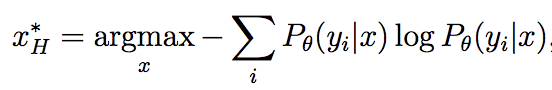 x*_H = argmax_x − ∑_i P_θ(y_i|x) log P_θ(y_i|x),